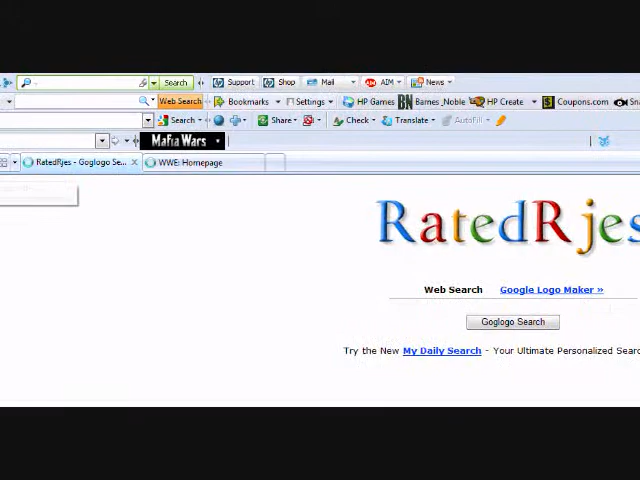 Search Support Shop Mail AIM News
Web Search Bookmarks Settings HP Games BN Barnes_Noble HP Create Coupons.com Sna
Search Share Check Translate AutoFill
Mafia Wars
RatedRjes - Goglogo Se... WWE: Homepage
RatedRjes
Web Search Google Logo Maker »
Goglogo Search
Try the New My Daily Search - Your Ultimate Personalized Searc